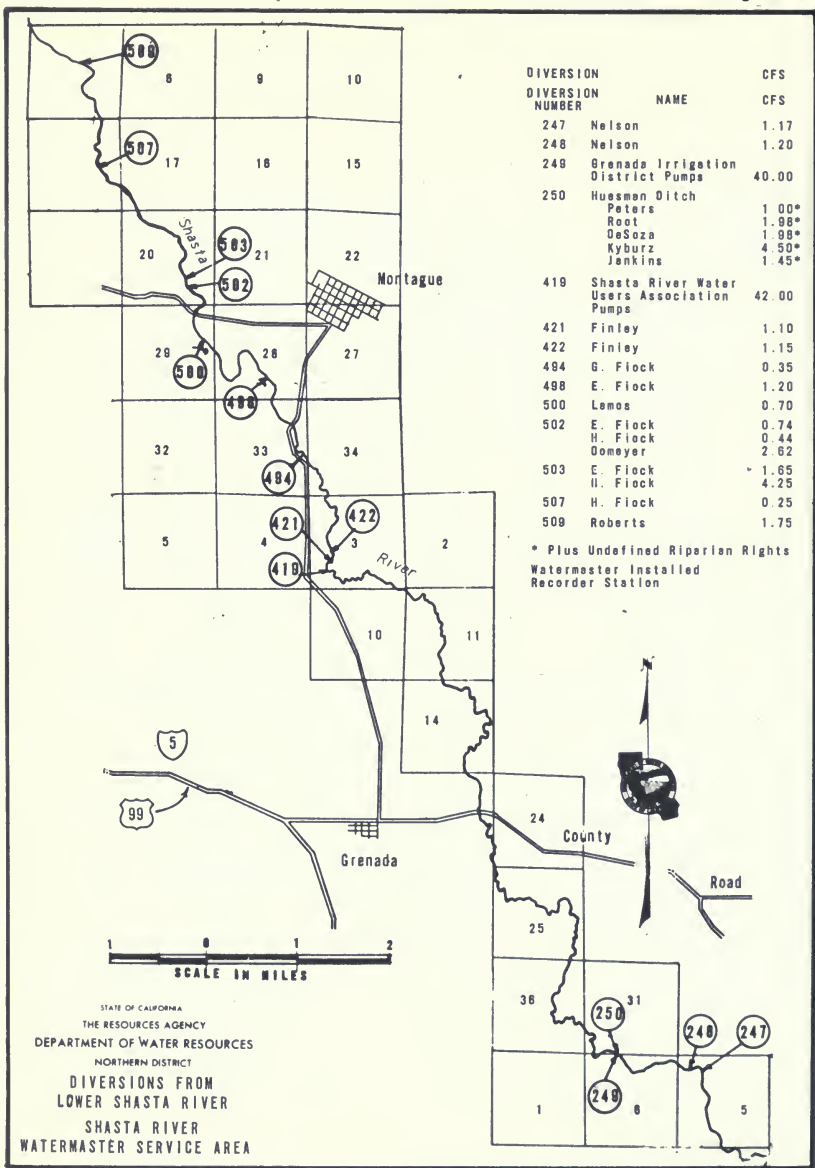 DIVERSION CFS
DIVERSION NUMBER NAME CFS
247 Nelson 1.17
248 Nelson 1.20
249 Grenada Irrigation
District Pumps 40.00
250 Huesman Ditch
Peters 1 00*
Root 1.98*
DeSoza 1.98*
Kyburz 4.50*
Jenkins 1.45*
419 Shasta River Water
Users Association 42.00
Pumps
421 Finley 1.10
422 Finley 1.15
494 G. Fiock 0.35
498 E. Fiock 1.20
500 Lemos 0.70
502 E. Fiock 0.74
H. Fiock 0.44
Domeyer 2.62
503 E. Fiock 1.65
H. Fiock 4.25
507 H. Fiock 0.25
509 Roberts 1.75
* Plus Undefined Riparian Rights
Watermaster Installed
Recorder Station
509
8 9 10
507
17 16 15
Shasta
503
20 21 22
502
Montague
29 28 27
500
498
32 33 34
494
421 422
5 4 3 2
River
419
10 11
14
5
99
24
County
Grenada
Road
25
N
1 0 1 2
SCALE IN MILES
36 31
250 248 247
249
1 6 5
STATE OF CALIFORNIA
THE RESOURCES AGENCY
DEPARTMENT OF WATER RESOURCES
NORTHERN DISTRICT
DIVERSIONS FROM
LOWER SHASTA RIVER
SHASTA RIVER
WATERMASTER SERVICE AREA